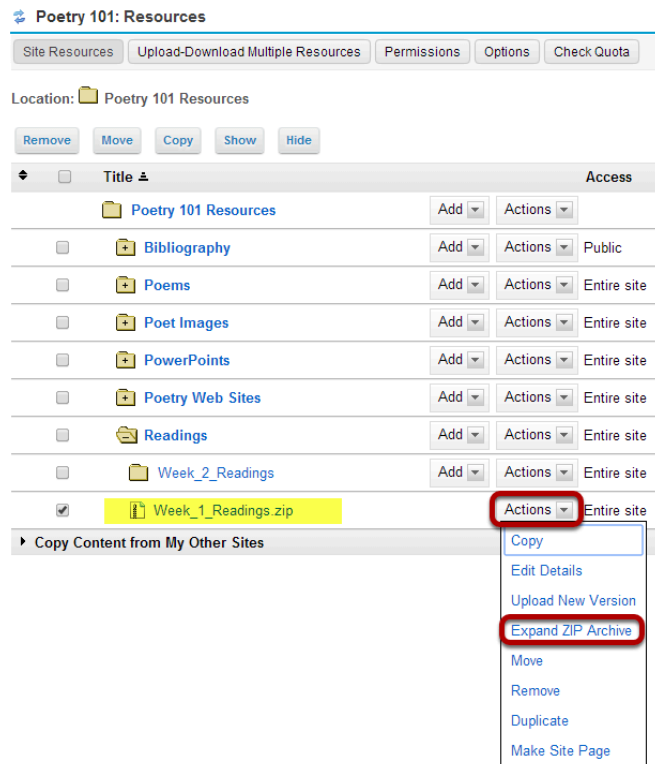 Poetry 101: Resources
Site Resources Upload-Download Multiple Resources Permissions Options Check Quota
Location: Poetry 101 Resources
Remove Move Copy Show Hide
Title Access
Poetry 101 Resources Add Actions
Bibliography Add Actions Public
Poems Add Actions Entire site
Poet Images Add Actions Entire site
PowerPoints Add Actions Entire site
Poetry Web Sites Add Actions Entire site
Readings Add Actions Entire site
Week_2_Readings Add Actions Entire site
Week_1_Readings.zip Actions Entire site
Copy Content from My Other Sites
Copy
Edit Details
Upload New Version
Expand ZIP Archive
Move
Remove
Duplicate
Make Site Page